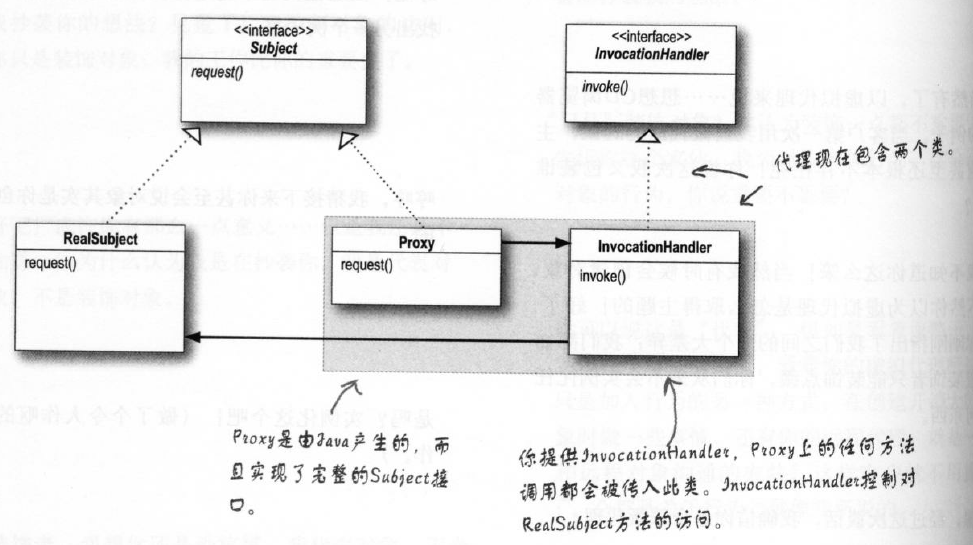 <<interface>>
Subject
request()
<<interface>>
InvocationHandler
invoke()
代理现在包含两个类。
RealSubject
request()
Proxy
request()
InvocationHandler
invoke()
Proxy是由Java产生的，而
且实现了完整的Subject接
口。
你提供InvocationHandler，Proxy上的任何方法
调用都会被传入此类。InvocationHandler控制对
RealSubject方法的访问。